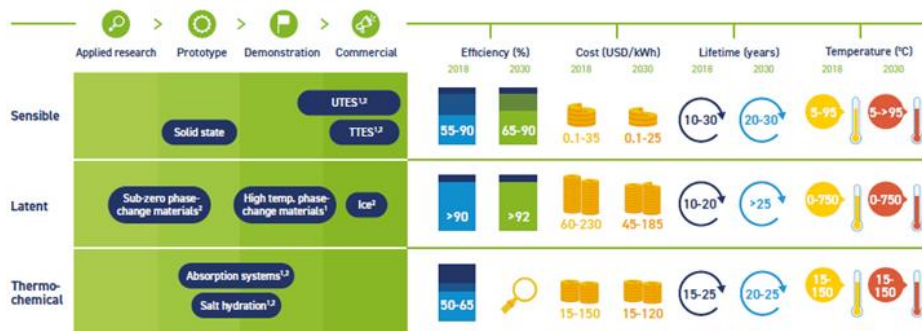 Applied research > Prototype > Demonstration > Commercial
Efficiency (%) Cost (USD/kWh) Lifetime (years) Temperature (°C)
2018 2030 2018 2030 2018 2030 2018 2030
Sensible
UTES¹,²
Solid state
TTES¹,²
55-90 65-90
0.1-35 0.1-25
10-30 20-30
5-95 5->95
Latent
Sub-zero phase-
change materials²
High temp. phase-
change materials¹
Ice²
>90 >92
60-230 45-185
10-20 >25
0-750 0-750
Thermo-
chemical
Absorption systems¹,²
Salt hydration¹,²
50-65
15-150 15-120
15-25 20-25
15-
150
15-
150